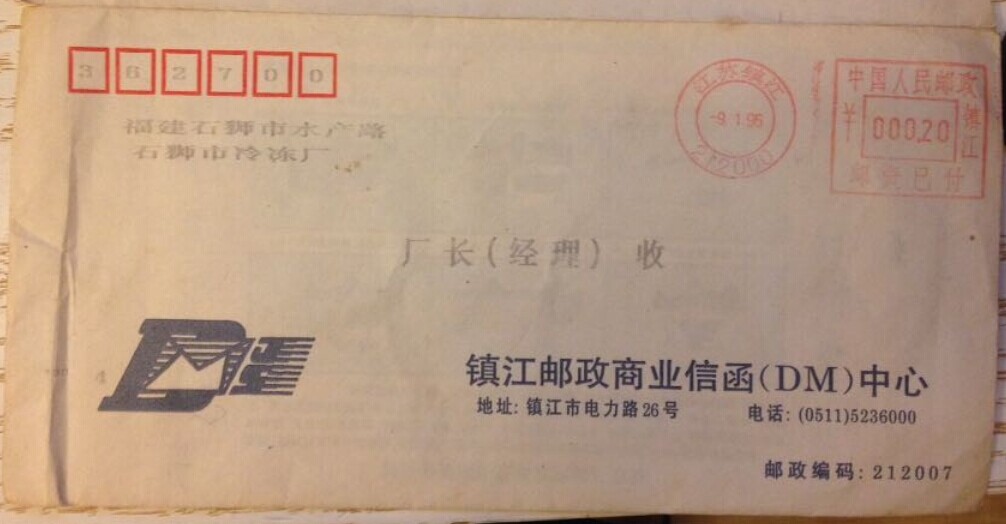 362700
福建石狮市水产路
石狮市冷冻厂
江苏镇江
-9.1.95
212000
中国人民邮政
镇江
¥
000.20
邮资已付
厂长(经理) 收
镇江邮政商业信函(DM)中心
地址: 镇江市电力路26号
电话: (0511)5236000
邮政编码: 212007